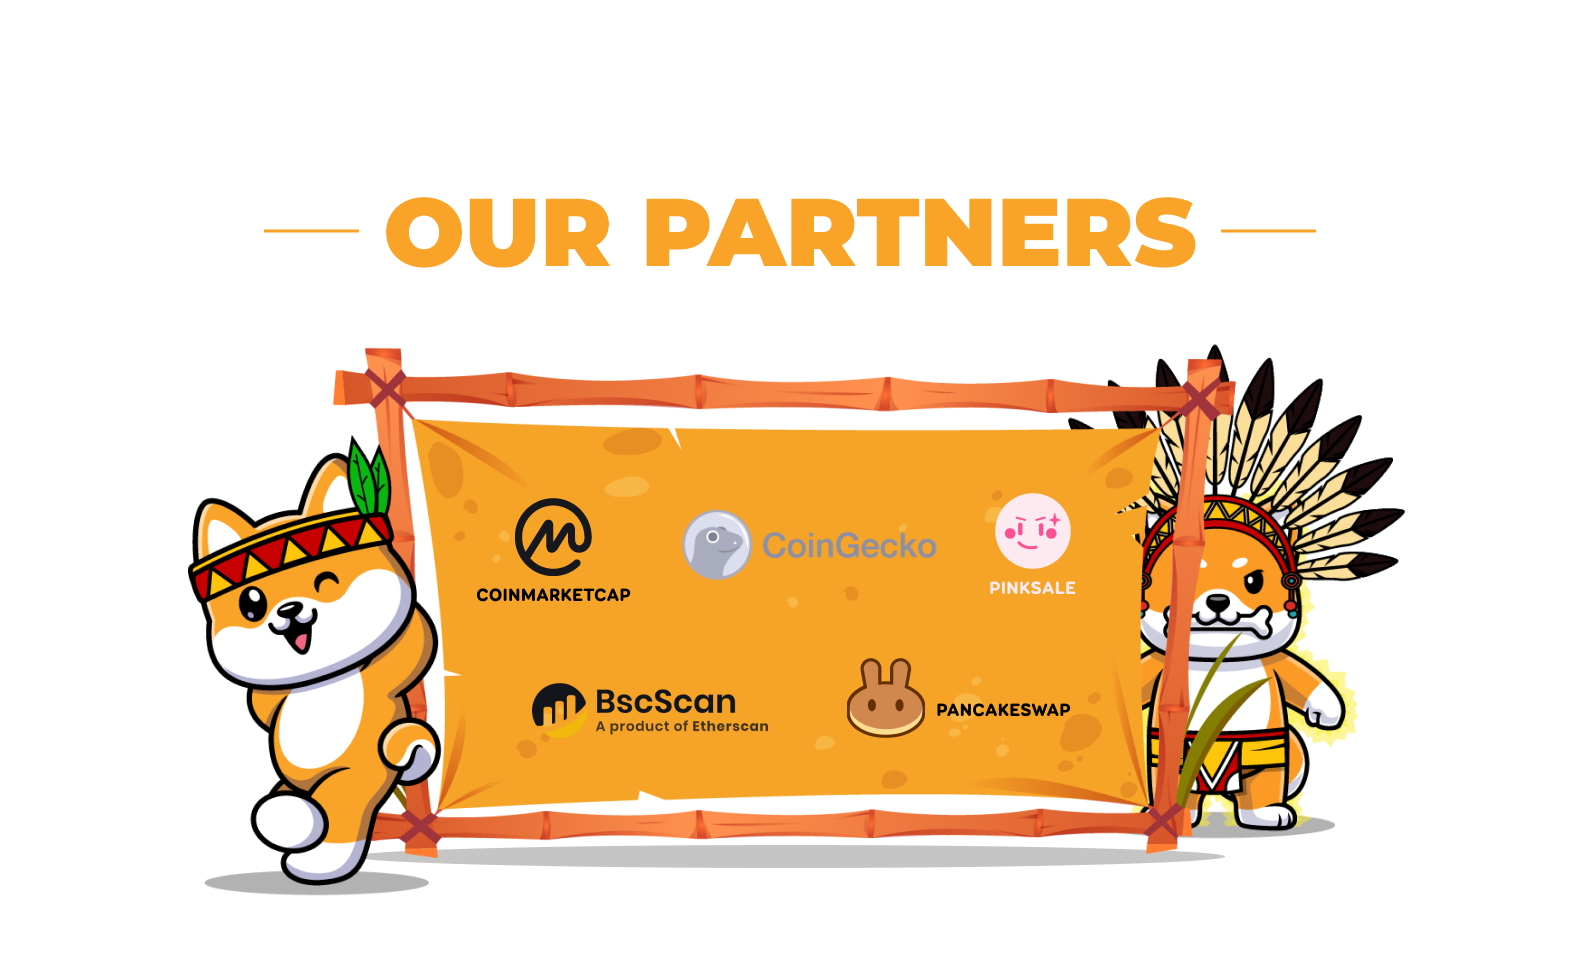 OUR PARTNERS
COINMARKETCAP
CoinGecko
PINKSALE
BscScan
A product of Etherscan
PANCAKESWAP